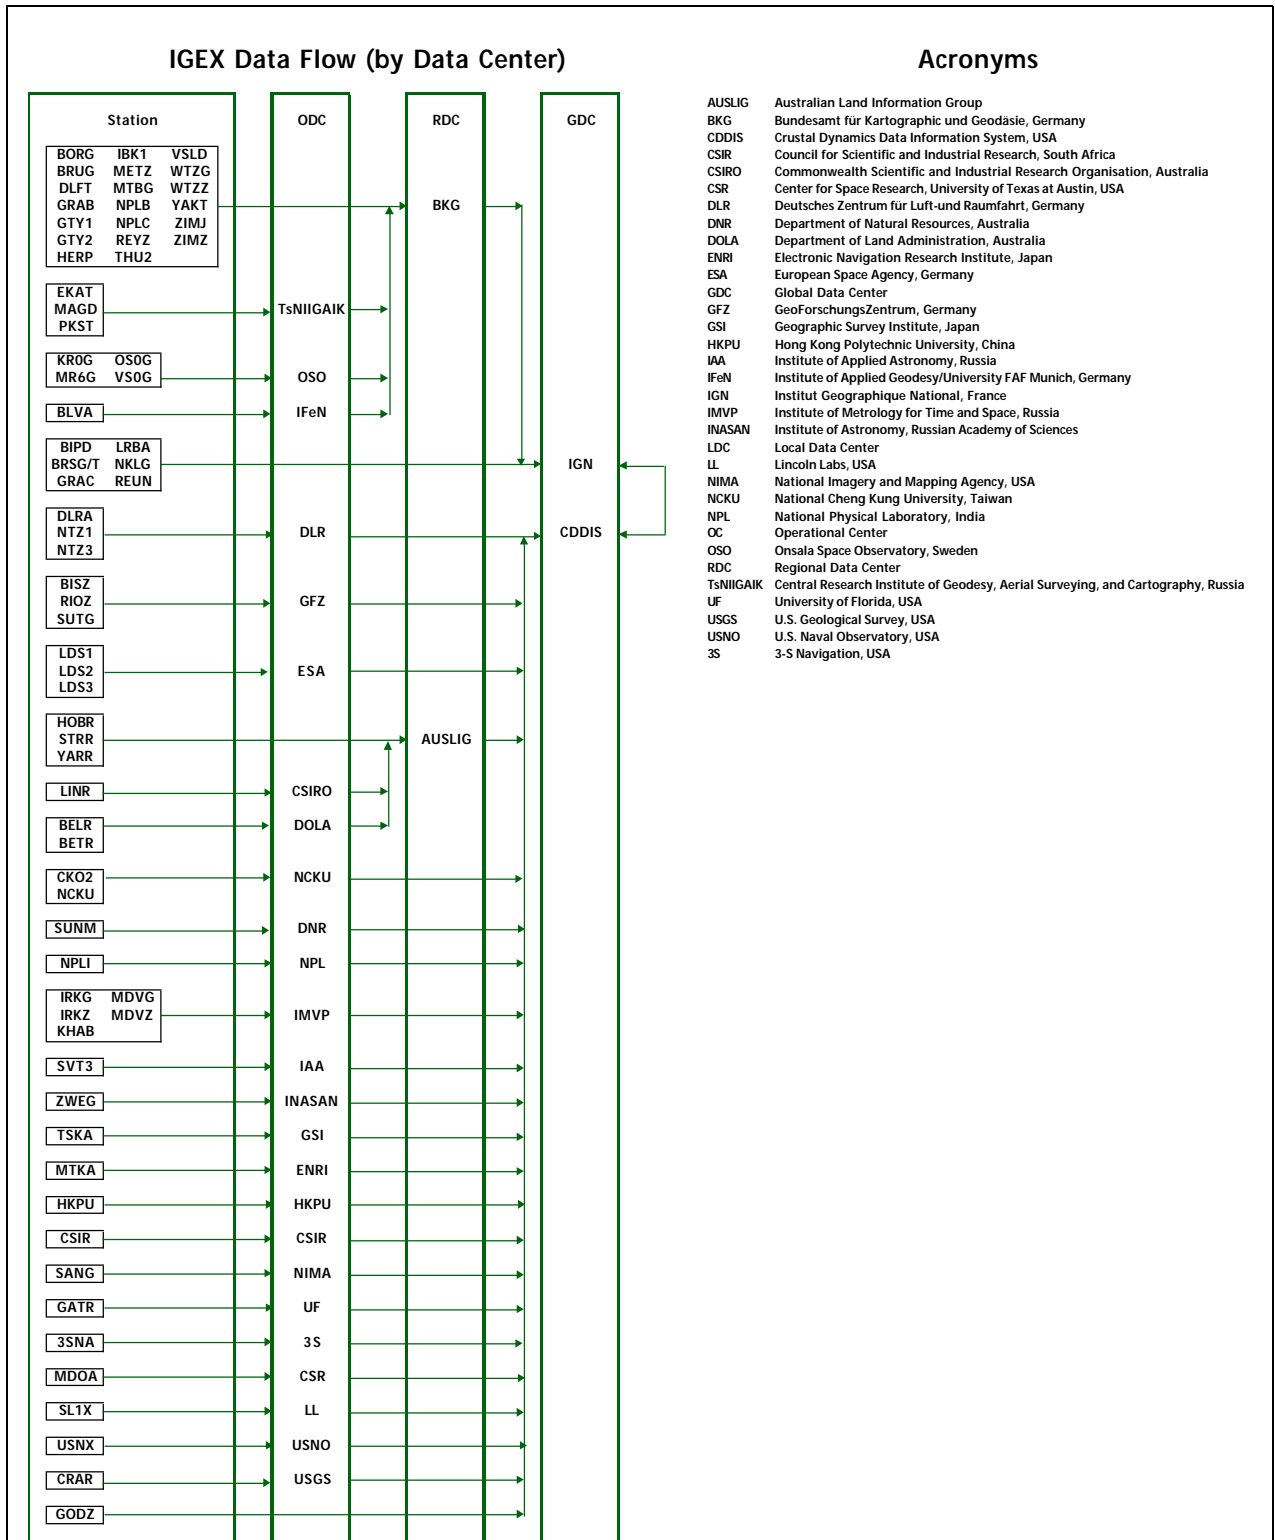 IGEX Data Flow (by Data Center)
Station ODC RDC GDC
BORG IBK1 VSLD
BRUG METZ WTZG
DLFT MTBG WTZZ
GRAB NPLB YAKT BKG
GTY1 NPLC ZIMJ
GTY2 REYZ ZIMZ
HERP THU2
EKAT
MAGD TsNIIGAIK
PKST
KR0G OS0G
MR6G VS0G OSO
BLVA IFeN
BIPD LRBA
BRSG/T NKLG IGN
GRAC REUN
DLRA
NTZ1 DLR CDDIS
NTZ3
BISZ
RIOZ GFZ
SUTG
LDS1
LDS2 ESA
LDS3
HOBR
STRR AUSLIG
YARR
LINR CSIRO
BELR DOLA
BETR
CKO2 NCKU
NCKU
SUNM DNR
NPLI NPL
IRKG MDVG
IRKZ MDVZ IMVP
KHAB
SVT3 IAA
ZWEG INASAN
TSKA GSI
MTKA ENRI
HKPU HKPU
CSIR CSIR
SANG NIMA
GATR UF
3SNA 3S
MDOA CSR
SL1X LL
USNX USNO
CRAR USGS
GODZ
Acronyms
AUSLIG Australian Land Information Group
BKG Bundesamt für Kartographic und Geodäsie, Germany
CDDIS Crustal Dynamics Data Information System, USA
CSIR Council for Scientific and Industrial Research, South Africa
CSIRO Commonwealth Scientific and Industrial Research Organisation, Australia
CSR Center for Space Research, University of Texas at Austin, USA
DLR Deutsches Zentrum für Luft-und Raumfahrt, Germany
DNR Department of Natural Resources, Australia
DOLA Department of Land Administration, Australia
ENRI Electronic Navigation Research Institute, Japan
ESA European Space Agency, Germany
GDC Global Data Center
GFZ GeoForschungsZentrum, Germany
GSI Geographic Survey Institute, Japan
HKPU Hong Kong Polytechnic University, China
IAA Institute of Applied Astronomy, Russia
IFeN Institute of Applied Geodesy/University FAF Munich, Germany
IGN Institut Geographique National, France
IMVP Institute of Metrology for Time and Space, Russia
INASAN Institute of Astronomy, Russian Academy of Sciences
LDC Local Data Center
LL Lincoln Labs, USA
NIMA National Imagery and Mapping Agency, USA
NCKU National Cheng Kung University, Taiwan
NPL National Physical Laboratory, India
OC Operational Center
OSO Onsala Space Observatory, Sweden
RDC Regional Data Center
TsNIIGAIK Central Research Institute of Geodesy, Aerial Surveying, and Cartography, Russia
UF University of Florida, USA
USGS U.S. Geological Survey, USA
USNO U.S. Naval Observatory, USA
3S 3-S Navigation, USA